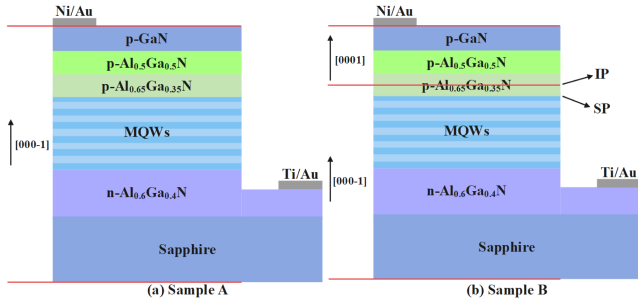 Ni/Au
p-GaN
p-Al₀.₅Ga₀.₅N
p-Al₀.₆₅Ga₀.₃₅N
[000-1]
MQWs
Ti/Au
n-Al₀.₆Ga₀.₄N
Sapphire
(a) Sample A
Ni/Au
p-GaN
[0001]
p-Al₀.₅Ga₀.₅N
IP
p-Al₀.₆₅Ga₀.₃₅N
SP
MQWs
[000-1]
Ti/Au
n-Al₀.₆Ga₀.₄N
Sapphire
(b) Sample B